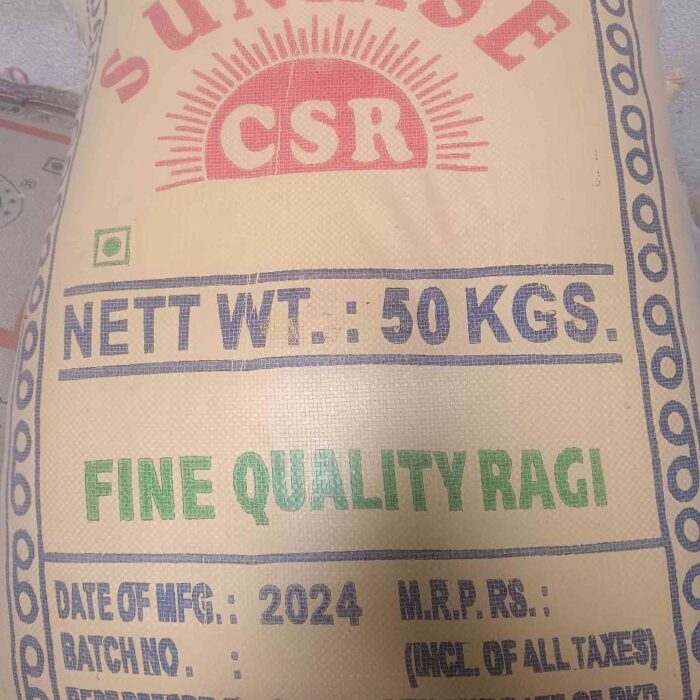 SUNRISE
CSR
NETT WT. : 50 KGS.
FINE QUALITY RAGI
DATE OF MFG. : 2024 M.R.P. RS. :
BATCH NO. : (INCL. OF ALL TAXES)